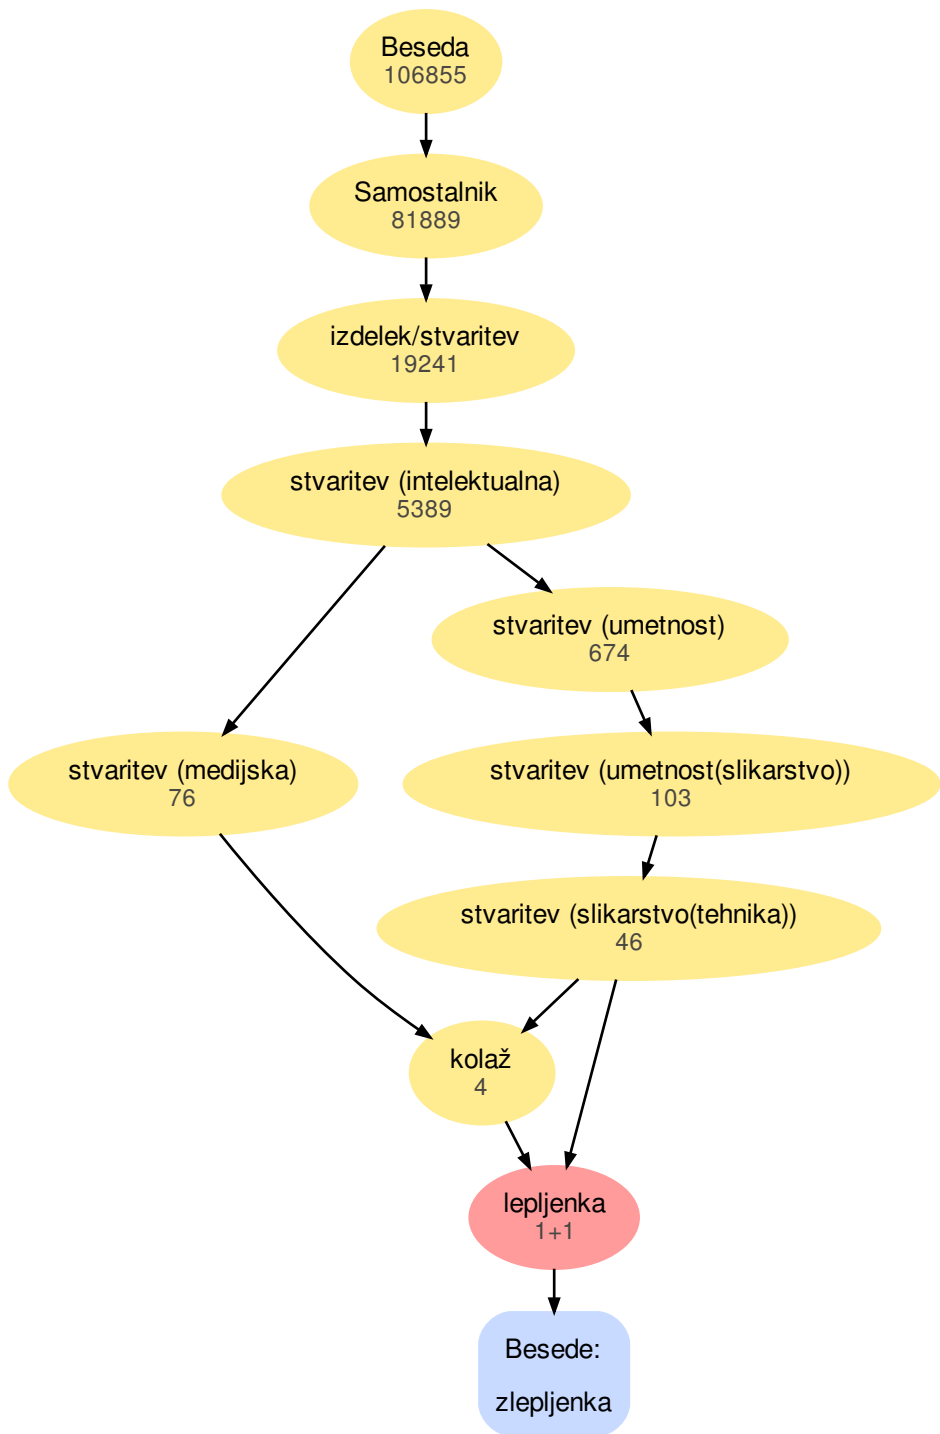 Beseda
106855
Samostalnik
81889
izdelek/stvaritev
19241
stvaritev (intelektualna)
5389
stvaritev (umetnost)
674
stvaritev (medijska)
76
stvaritev (umetnost(slikarstvo))
103
stvaritev (slikarstvo(tehnika))
46
kolaž
4
lepljenka
1+1
Besede:
zlepljenka